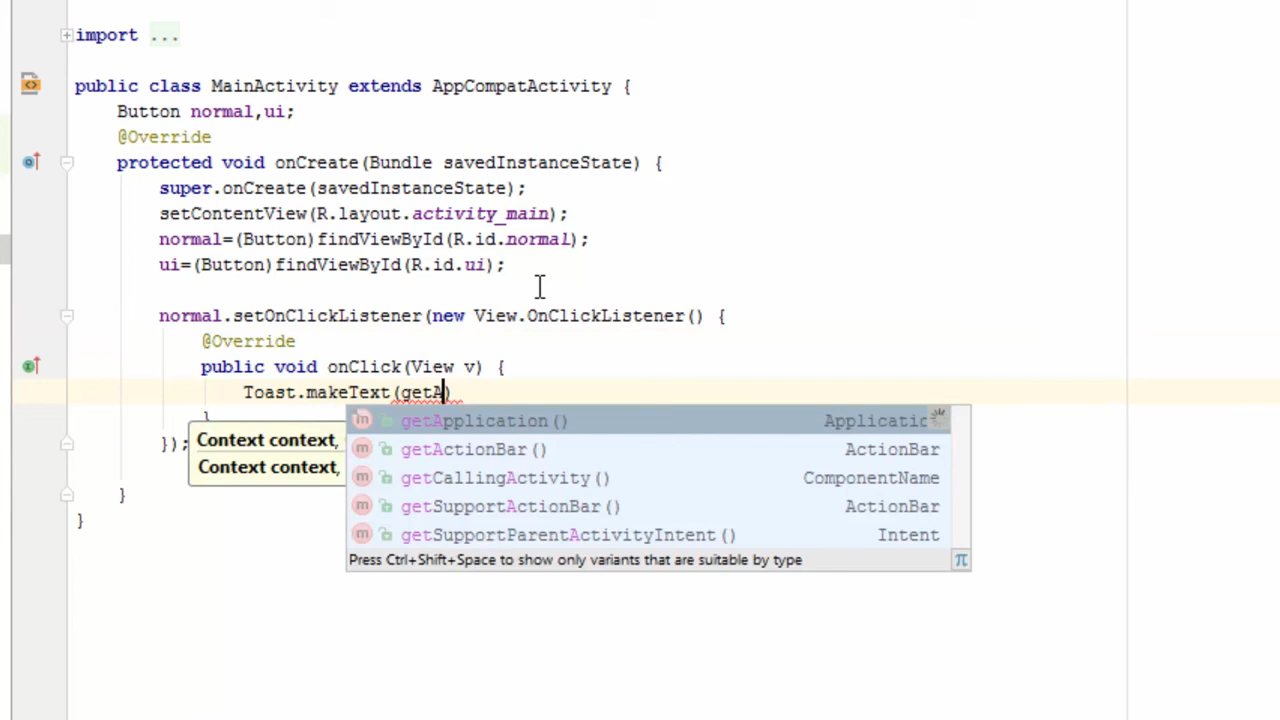 import ...
public class MainActivity extends AppCompatActivity {
Button normal,ui;
@Override
protected void onCreate(Bundle savedInstanceState) {
super.onCreate(savedInstanceState);
setContentView(R.layout.activity_main);
normal=(Button)findViewById(R.id.normal);
ui=(Button)findViewById(R.id.ui);
normal.setOnClickListener(new View.OnClickListener() {
@Override
public void onClick(View v) {
Toast.makeText(getA)
}
});
Context context,
Context context,
getApplication() Applicatio
getActionBar() ActionBar
getCallingActivity() ComponentName
getSupportActionBar() ActionBar
getSupportParentActivityIntent() Intent
Press Ctrl+Shift+Space to show only variants that are suitable by type π
}
}